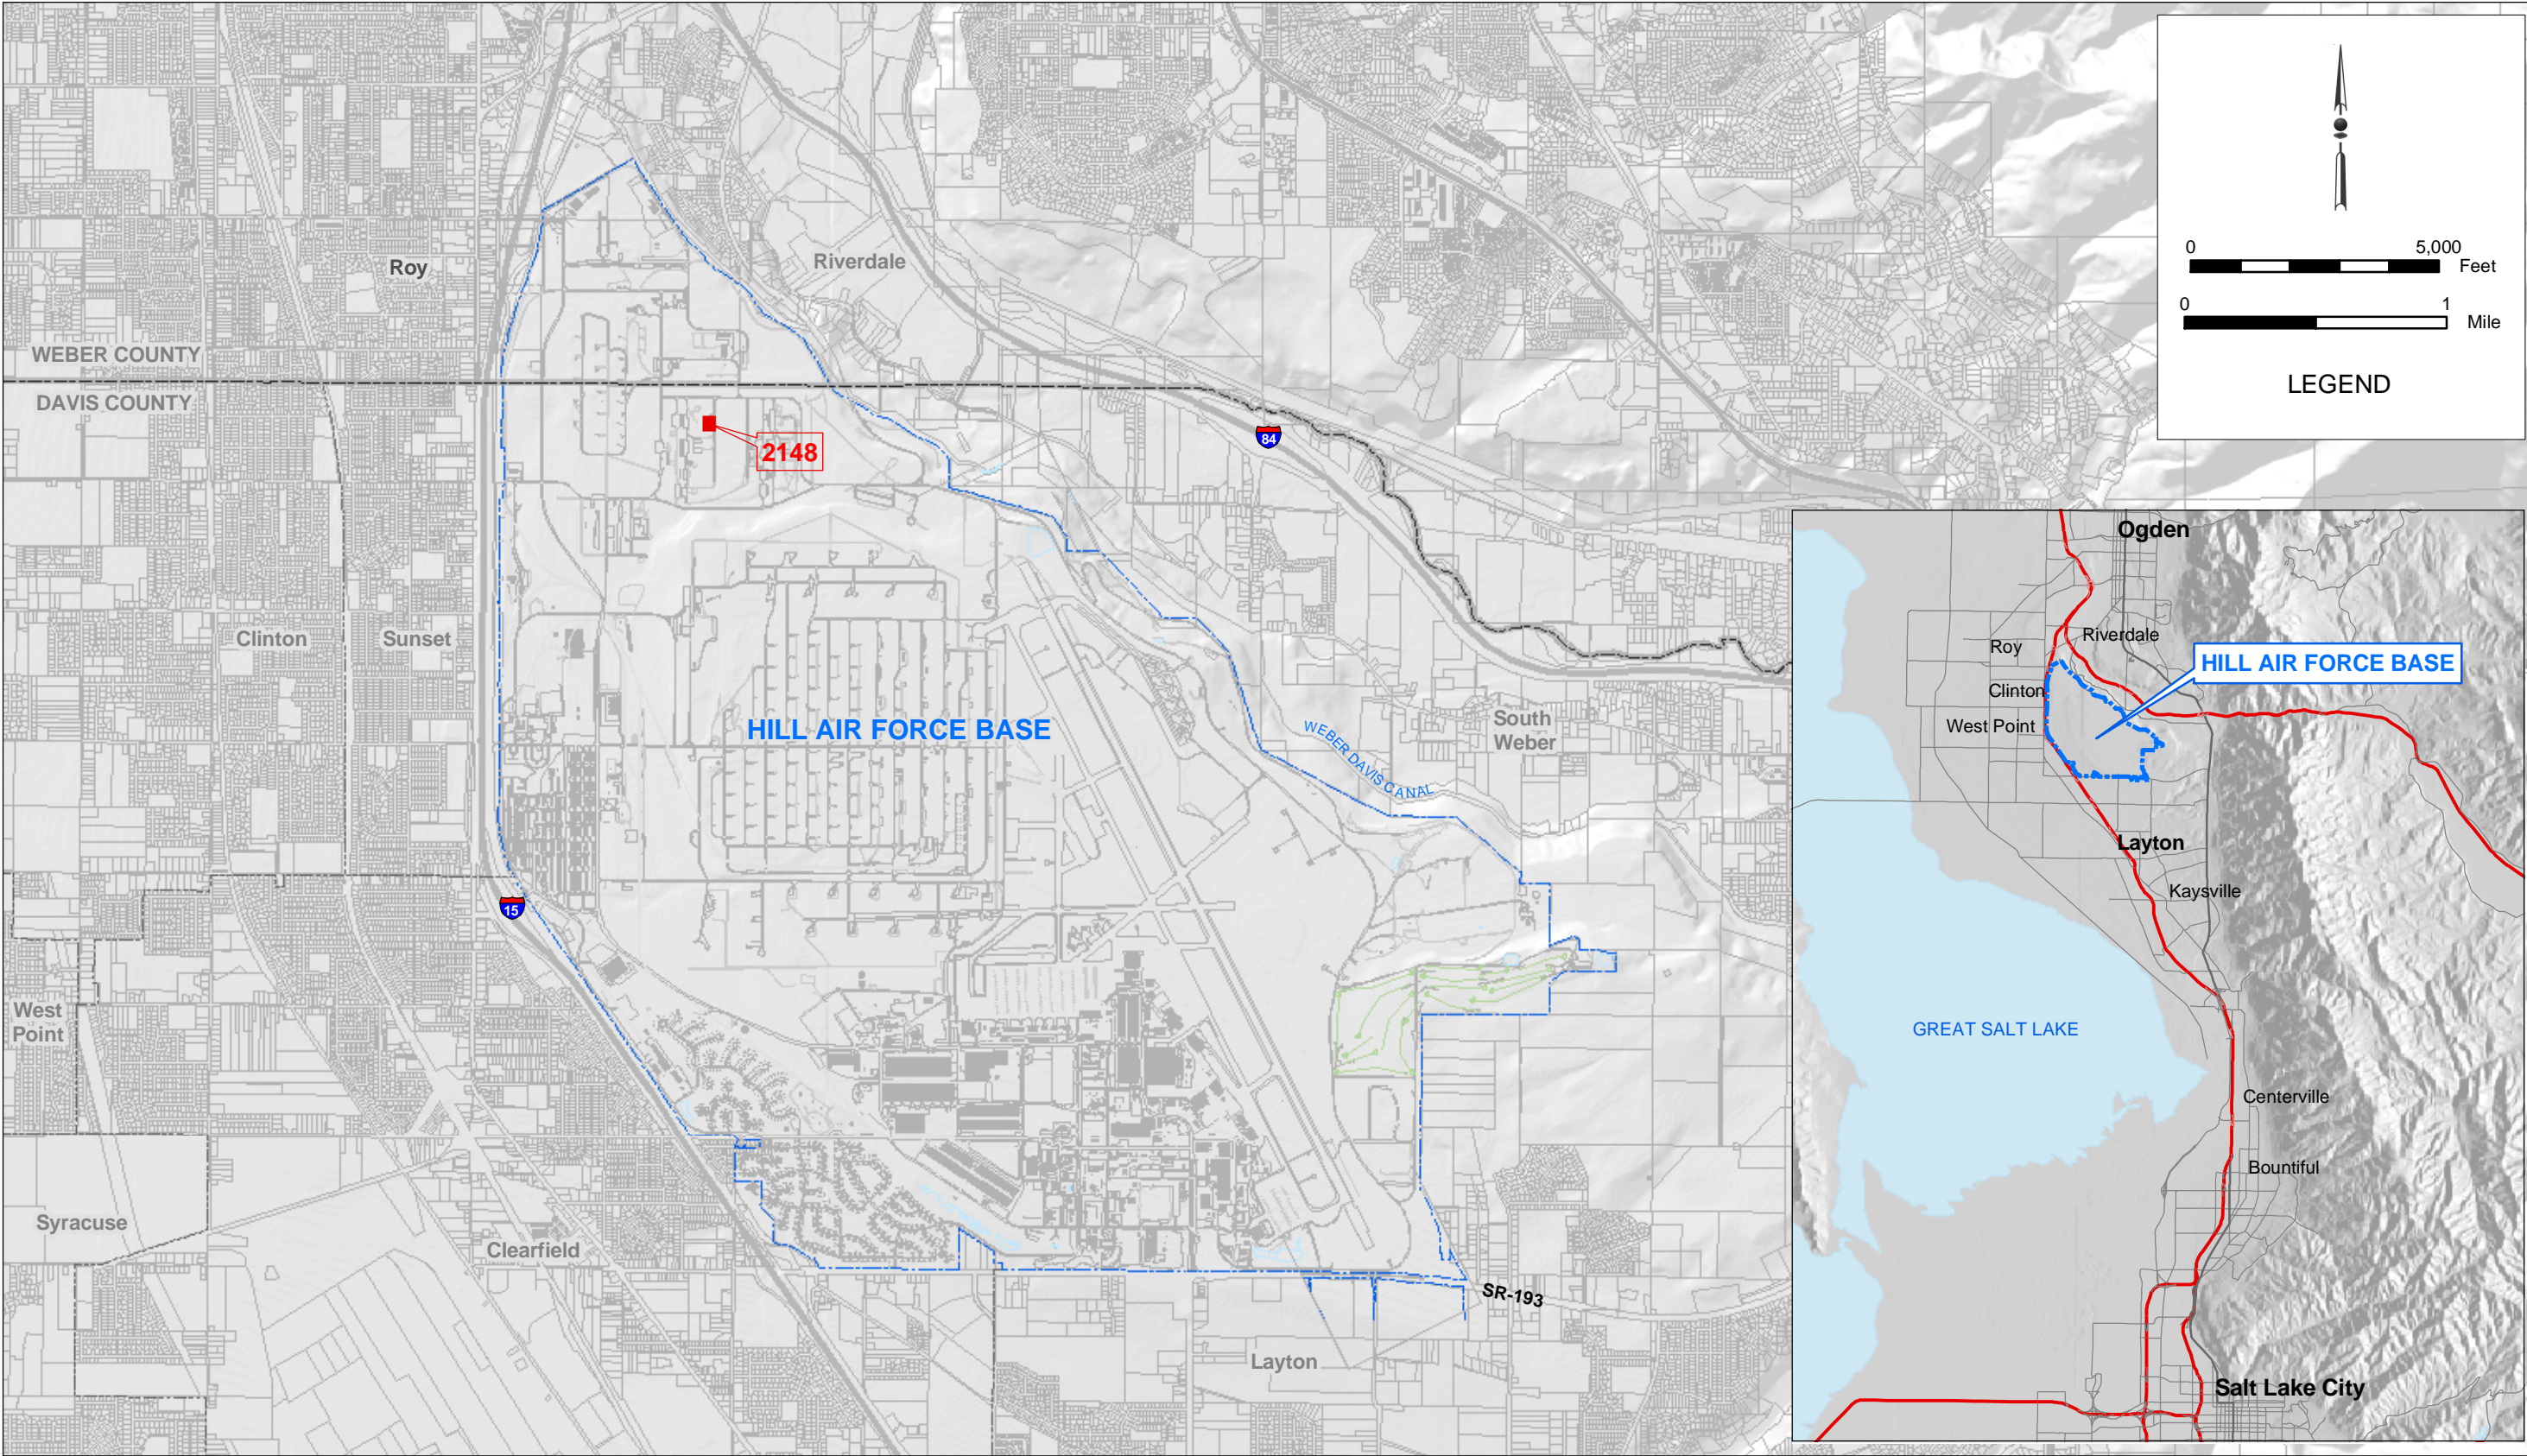 0 5,000
Feet
0 1
Mile
LEGEND
Riverdale
Roy
WEBER COUNTY
DAVIS COUNTY
2148
84
Clinton
Sunset
HILL AIR FORCE BASE
South
Weber
WEBER DAVIS CANAL
15
West
Point
Syracuse
Clearfield
SR-193
Layton
Ogden
Riverdale
Roy
HILL AIR FORCE BASE
Clinton
West Point
Layton
Kaysville
GREAT SALT LAKE
Centerville
Bountiful
Salt Lake City